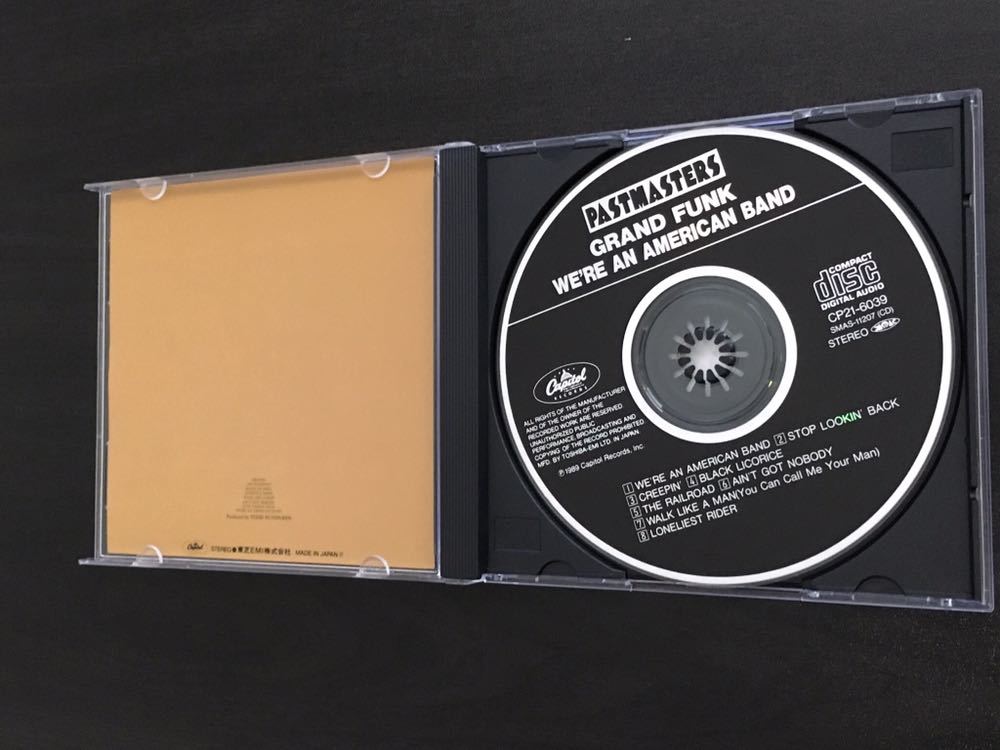 Produced by TODD RUNDGREN
Capitol STEREO●東芝EMI株式会社 MADE IN JAPAN
PASTMASTERS
GRAND FUNK
WE'RE AN AMERICAN BAND
COMPACT
disc
DIGITAL AUDIO
CP21-6039
SMAS-11207 (CD)
STEREO
Capitol
RECORDS
ALL RIGHTS OF THE MANUFACTURER
AND OF THE OWNER OF THE
RECORDED WORK ARE RESERVED
UNAUTHORIZED PUBLIC
PERFORMANCE, BROADCASTING AND
COPYING OF THE RECORD PROHIBITED
MFD. BY TOSHIBA-EMI LTD. IN JAPAN.
℗1989 Capitol Records, Inc.
1 WE'RE AN AMERICAN BAND 2 STOP LOOKIN' BACK
3 CREEPIN' 4 BLACK LICORICE
5 THE RAILROAD 6 AIN'T GOT NOBODY
7 WALK LIKE A MAN(You Can Call Me Your Man)
8 LONELIEST RIDER